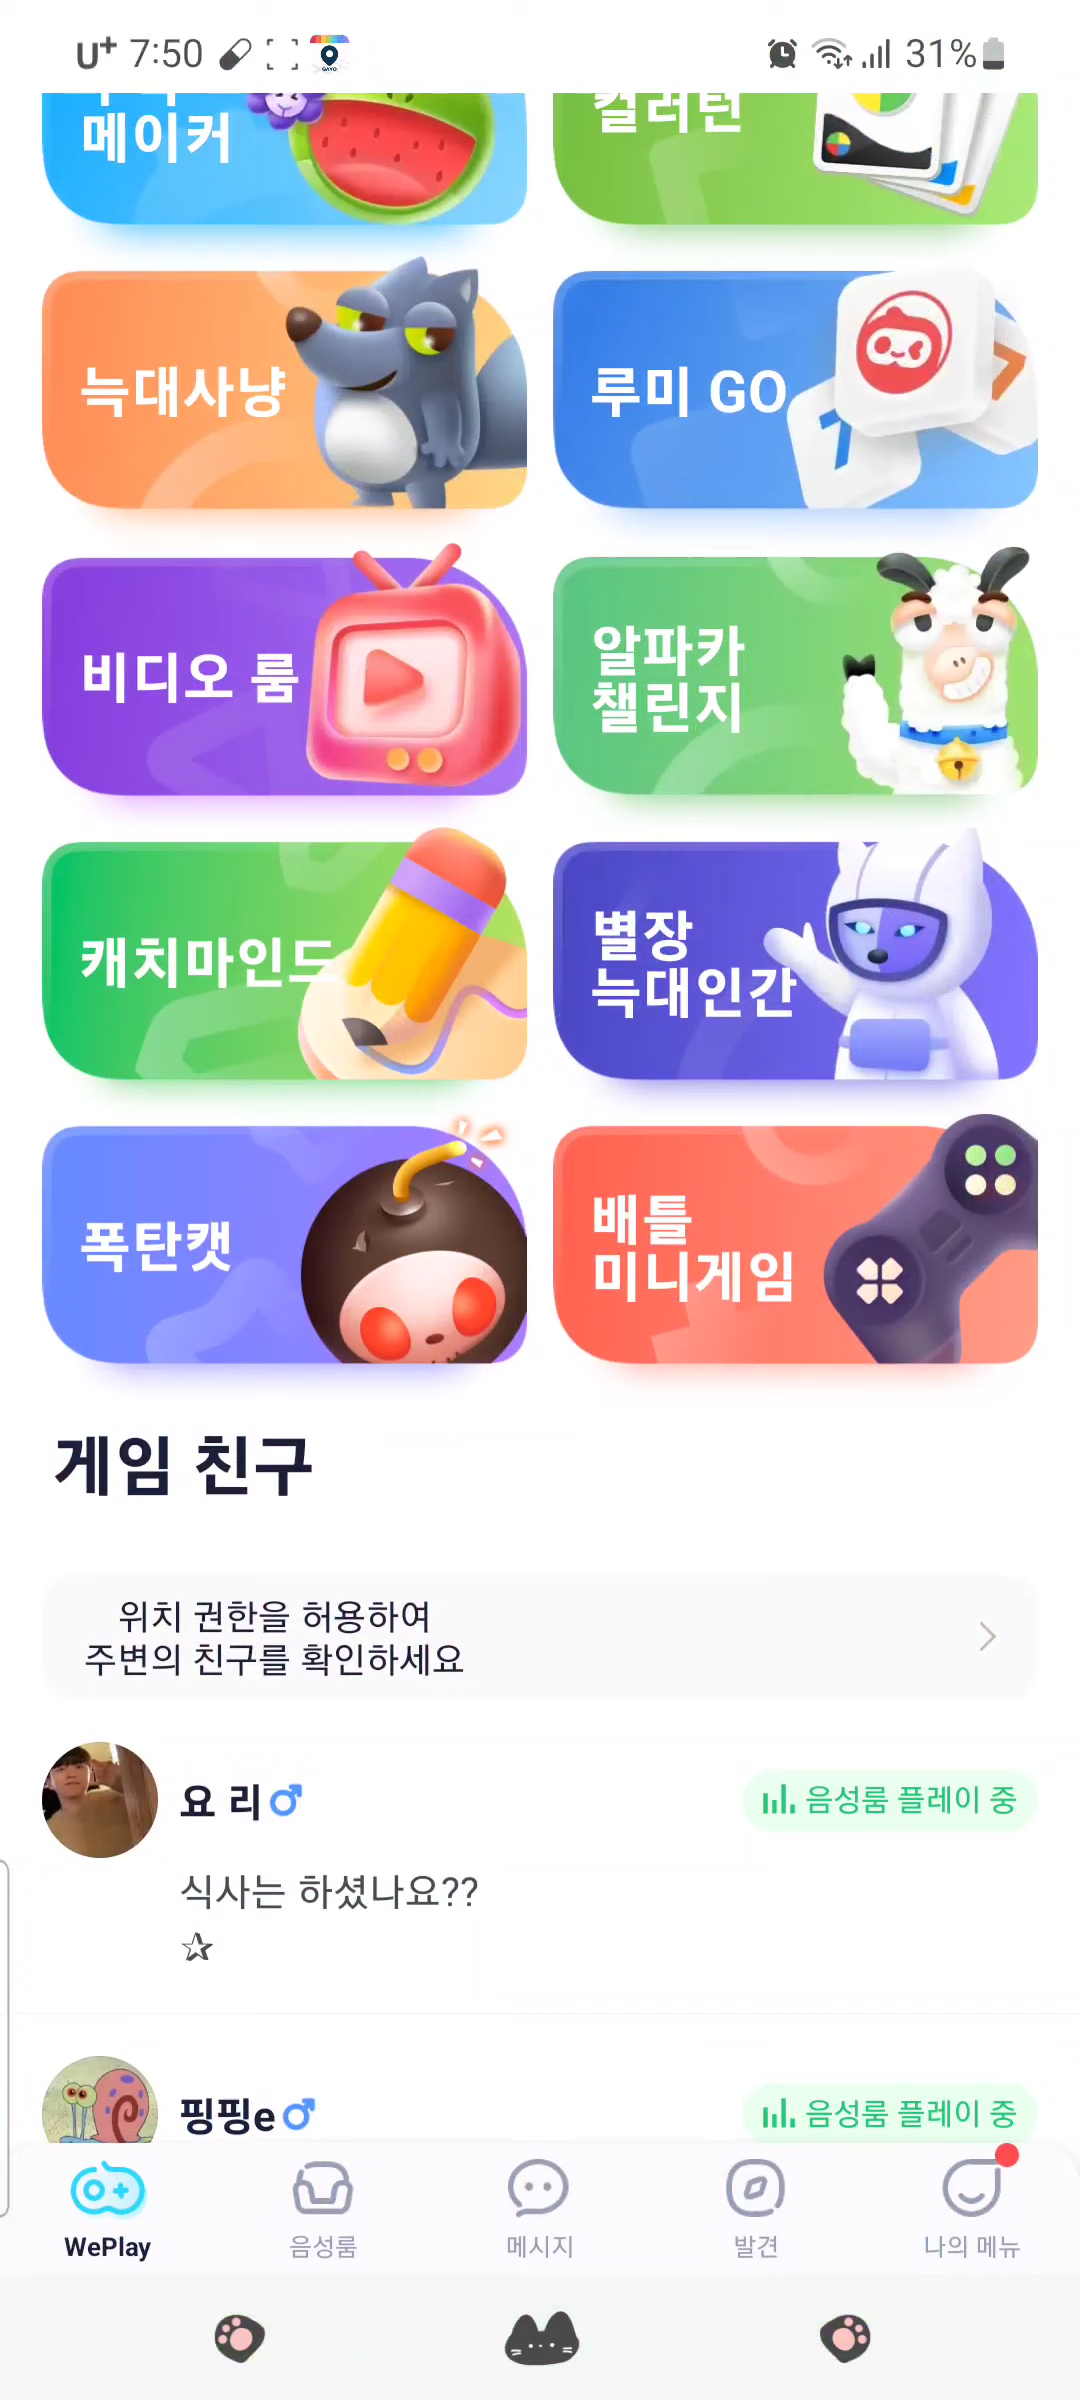 U+ 7:50
31%
메이커
컬러턴
늑대사냥
루미 GO
7
7
비디오 룸
알파카
챌린지
캐치마인드
별장
늑대인간
폭탄캣
배틀
미니게임
게임 친구
위치 권한을 허용하여
주변의 친구를 확인하세요
요 리
음성룸 플레이 중
식사는 하셨나요??
☆
핑핑e
음성룸 플레이 중
WePlay
음성룸
메시지
발견
나의 메뉴